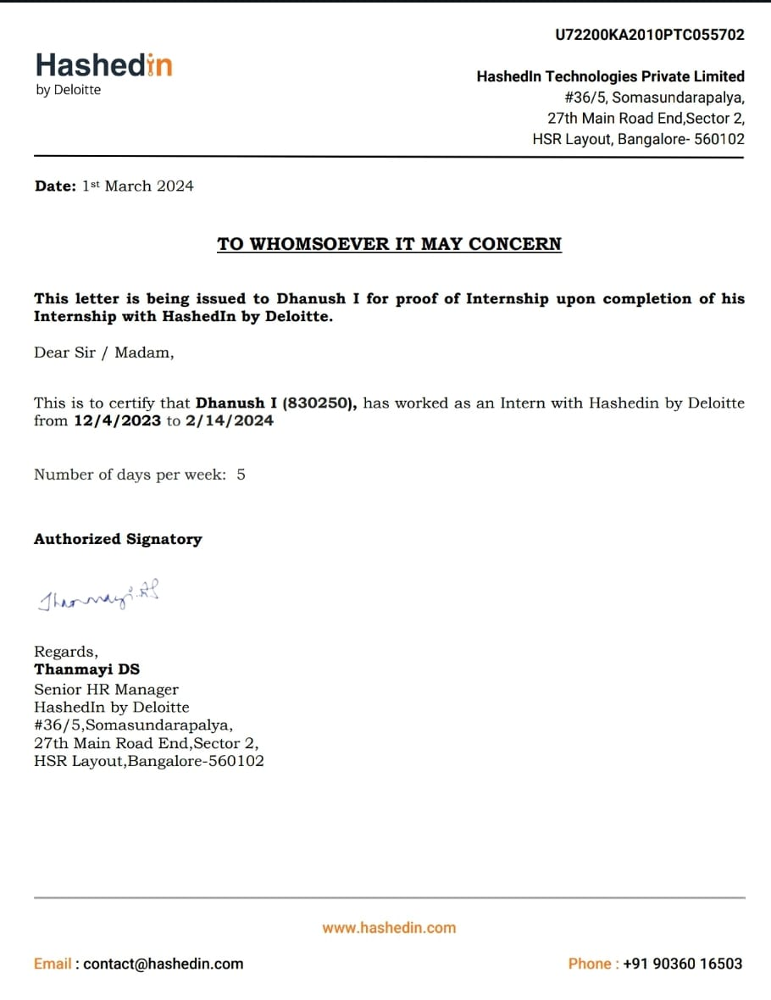 U72200KA2010PTC055702
Hashedin
by Deloitte
HashedIn Technologies Private Limited
#36/5, Somasundarapalya,
27th Main Road End,Sector 2,
HSR Layout, Bangalore- 560102
Date: 1st March 2024
TO WHOMSOEVER IT MAY CONCERN
This letter is being issued to Dhanush I for proof of Internship upon completion of his
Internship with HashedIn by Deloitte.
Dear Sir / Madam,
This is to certify that Dhanush I (830250), has worked as an Intern with Hashedin by Deloitte
from 12/4/2023 to 2/14/2024
Number of days per week: 5
Authorized Signatory
Thanmayi.DS
Regards,
Thanmayi DS
Senior HR Manager
HashedIn by Deloitte
#36/5,Somasundarapalya,
27th Main Road End,Sector 2,
HSR Layout,Bangalore-560102
www.hashedin.com
Email : contact@hashedin.com
Phone : +91 90360 16503